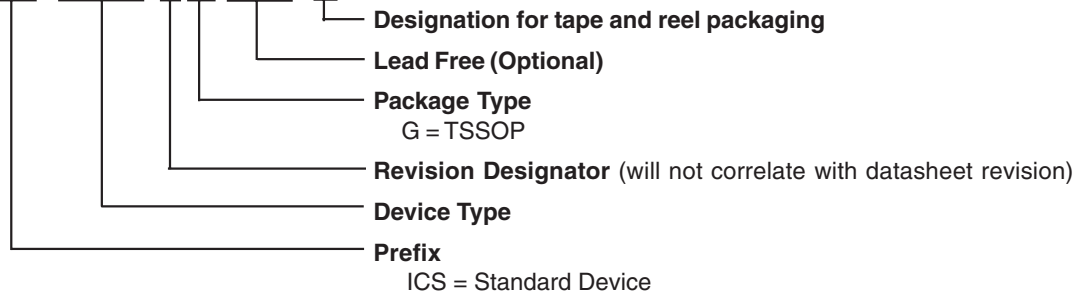 Designation for tape and reel packaging
Lead Free (Optional)
Package Type
G = TSSOP
Revision Designator (will not correlate with datasheet revision)
Device Type
Prefix
ICS = Standard Device